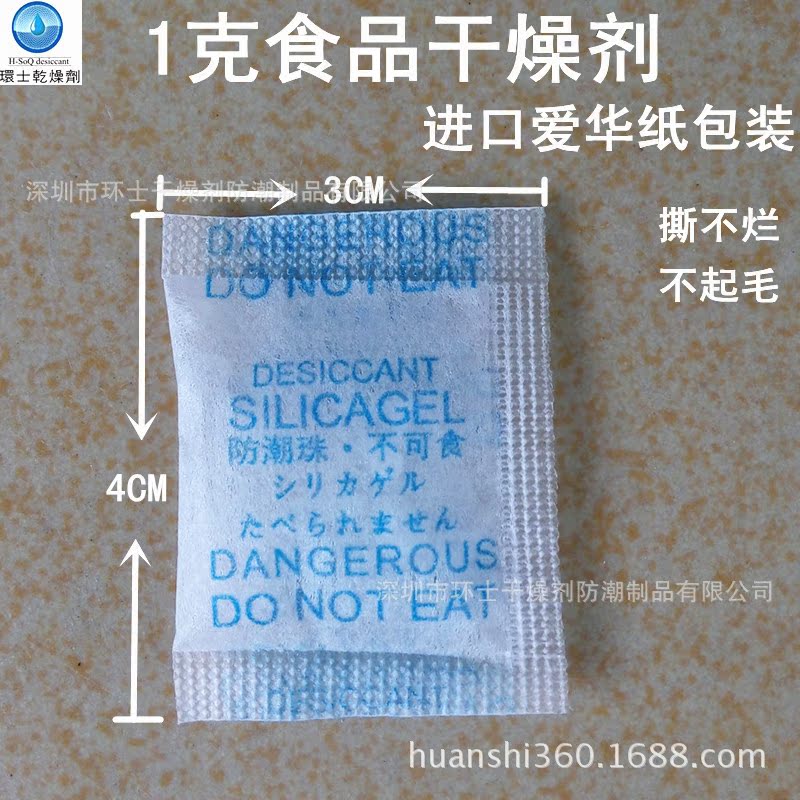 H-SoQ desiccant
環士乾燥劑
1克食品干燥剂
进口爱华纸包装
深圳市环士干燥剂防潮制品有限公司
3CM
撕不烂
不起毛
DANGEROUS
DO NOT EAT
DESICCANT
SILICAGEL
防潮珠·不可食
シリカゲル
たべられません
4CM
DANGEROUS
DO NOT EAT
深圳市环士干燥剂防潮制品有限公司
DESICCANT
huanshi360.1688.com